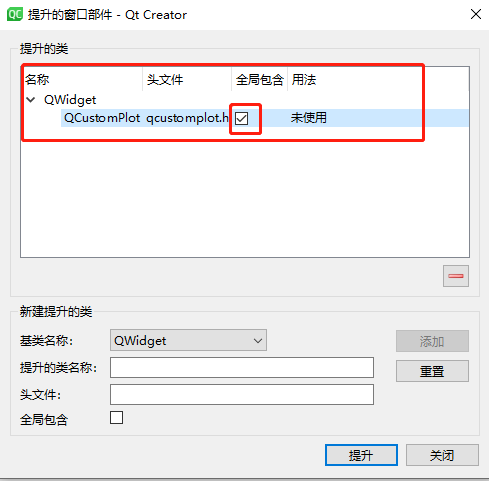 QC 提升的窗口部件 - Qt Creator
提升的类
名称 头文件 全局包含 用法
QWidget
QCustomPlot qcustomplot.h 未使用
新建提升的类
基类名称： QWidget 添加
提升的类名称： 重置
头文件：
全局包含
提升 关闭